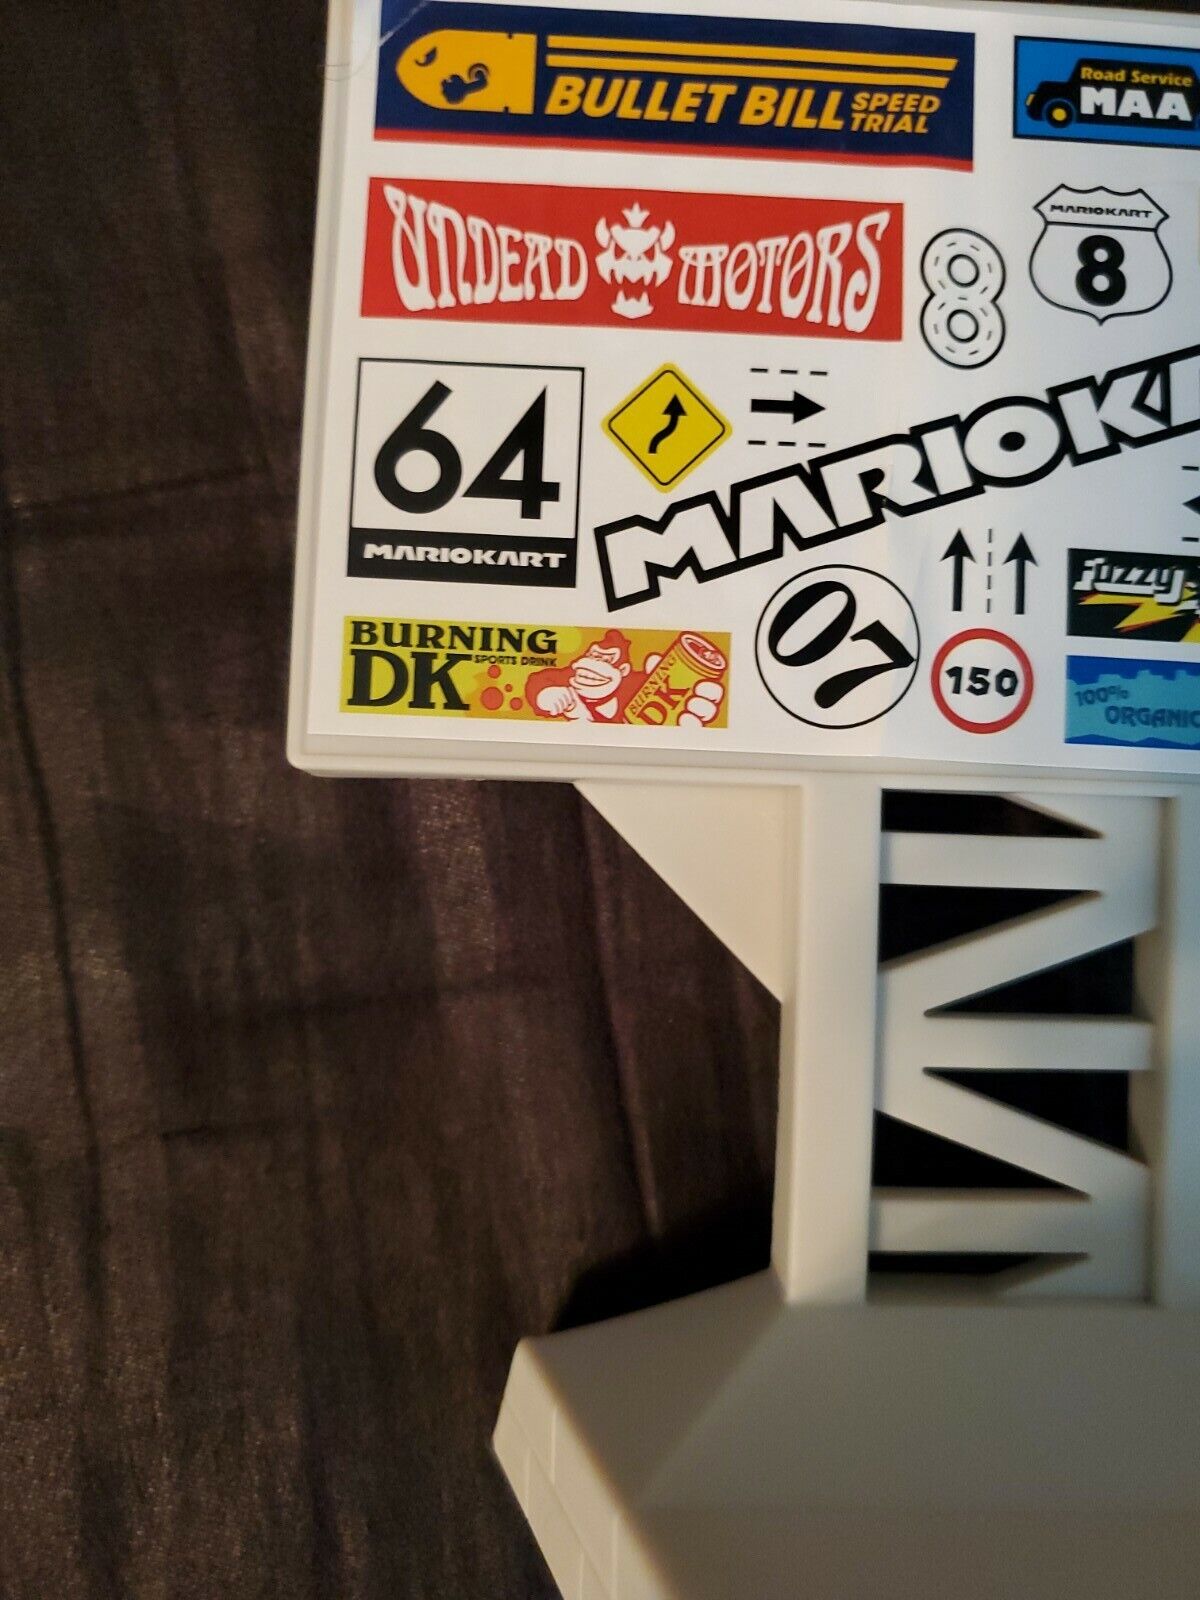 BULLET BILL SPEED
TRIAL
Road Service
MAA
UNDEAD MOTORS
8
MARIOKART
8
64
MARIOKART
MARIOK
BURNING
DK SPORTS DRINK
BURNING
DK
07
150
Fuzzy
100%
ORGANIC